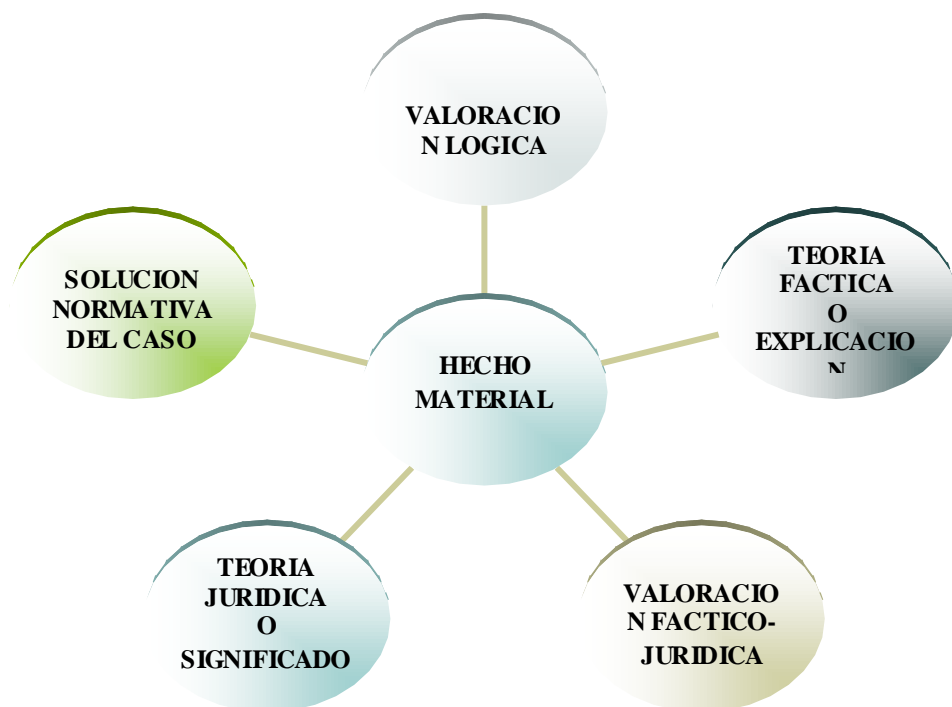 VALORACIO
N LOGICA
TEORIA
FACTICA
O
EXPLICACIO
N
VALORACIO
N FACTICO-
JURIDICA
TEORIA
JURIDICA
O
SIGNIFICADO
SOLUCION
NORMATIVA
DEL CASO
HECHO
MATERIAL